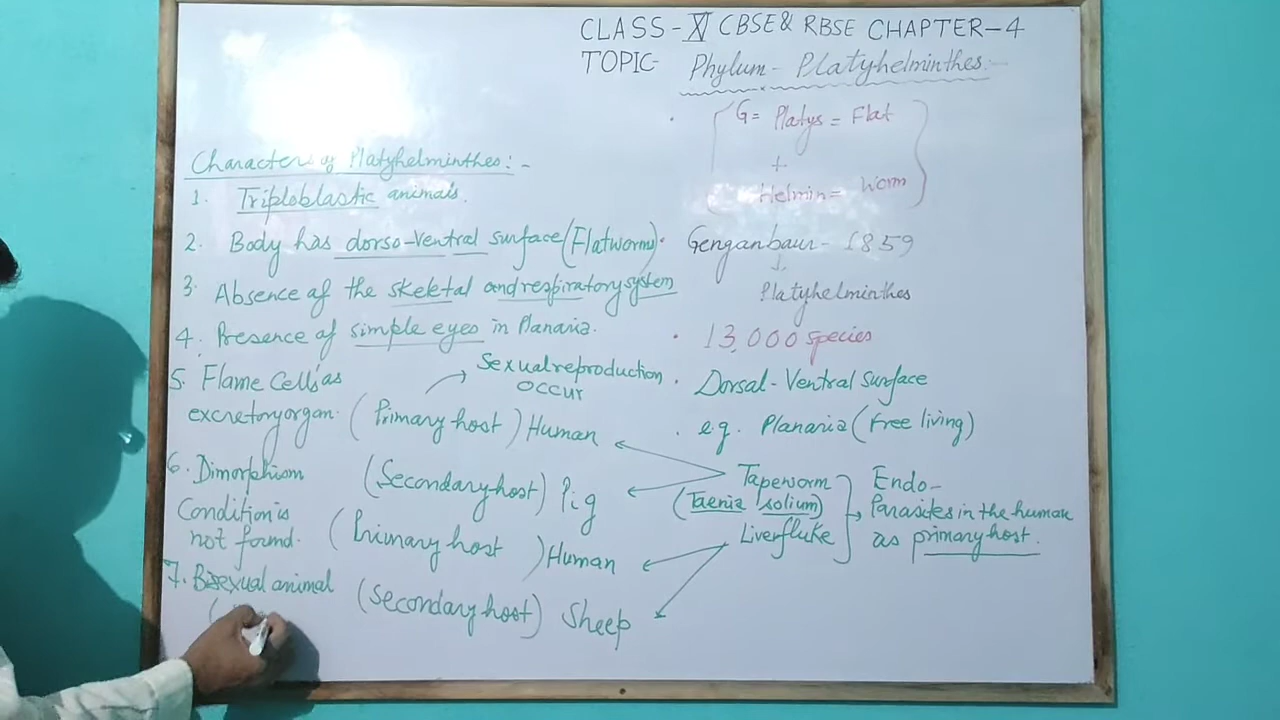 CLASS-XI CBSE & RBSE CHAPTER-4
TOPIC- Phylum - Platyhelminthes:-
G= Platys = Flat
+
Helmin= Worm
Genganbaur- 1859
Platyhelminthes
13,000 species
Dorsal-Ventral surface
e.g. Planaria (Free living)
Tapeworm
(Taenia solium)
Liverfluke
Endo-
Parasites in the human
as primary host.
Characters of Platyhelminthes:-
1. Triploblastic animals.
2. Body has dorso-ventral surface (Flatworm).
3. Absence of the skeletal and respiratory system
4. Presence of simple eyes in Planaria.
5. Flame Cells as
excretory organ.
Sexual reproduction
occur
(Primary host) Human
6. Dimorphism
Condition is
not found.
(Secondary host) Pig
(Primary host) Human
7. Bisexual animal
(
(Secondary host) Sheep